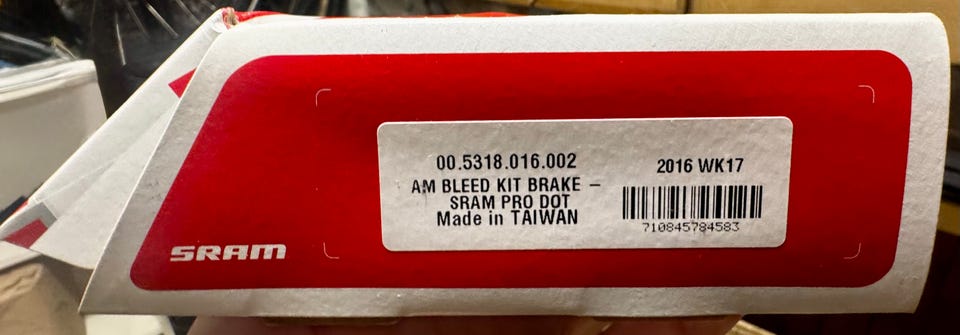 00.5318.016.002
AM BLEED KIT BRAKE –
SRAM PRO DOT
Made in TAIWAN
2016 WK17
710845784583
SRAM